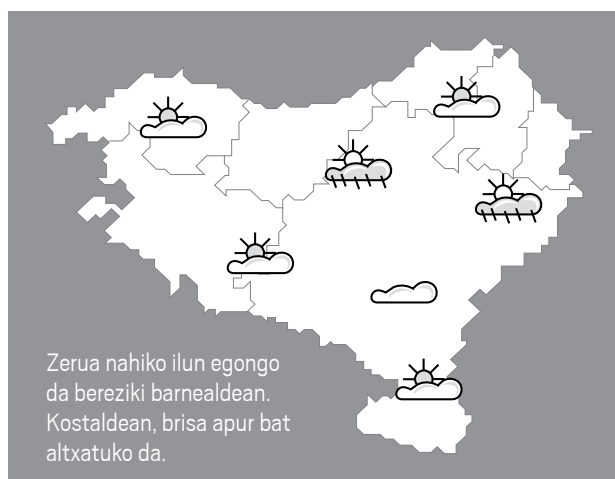 Zerua nahiko ilun egongo
da bereziki barnealdean.
Kostaldean, brisa apur bat
altxatuko da.